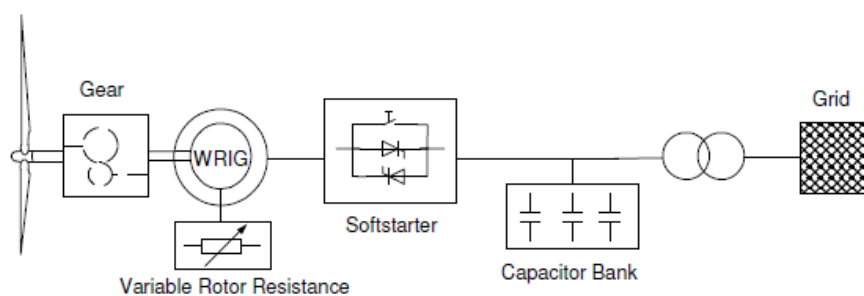 Gear
Grid
WRIG
Softstarter
Variable Rotor Resistance
Capacitor Bank